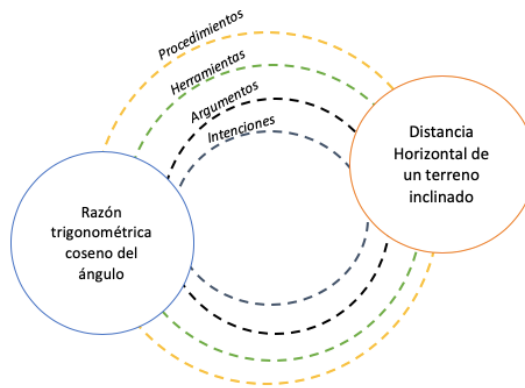 Procedimientos
Herramientas
Argumentos
Intenciones
Distancia
Horizontal de
un terreno
inclinado
Razón
trigonométrica
coseno del
ángulo